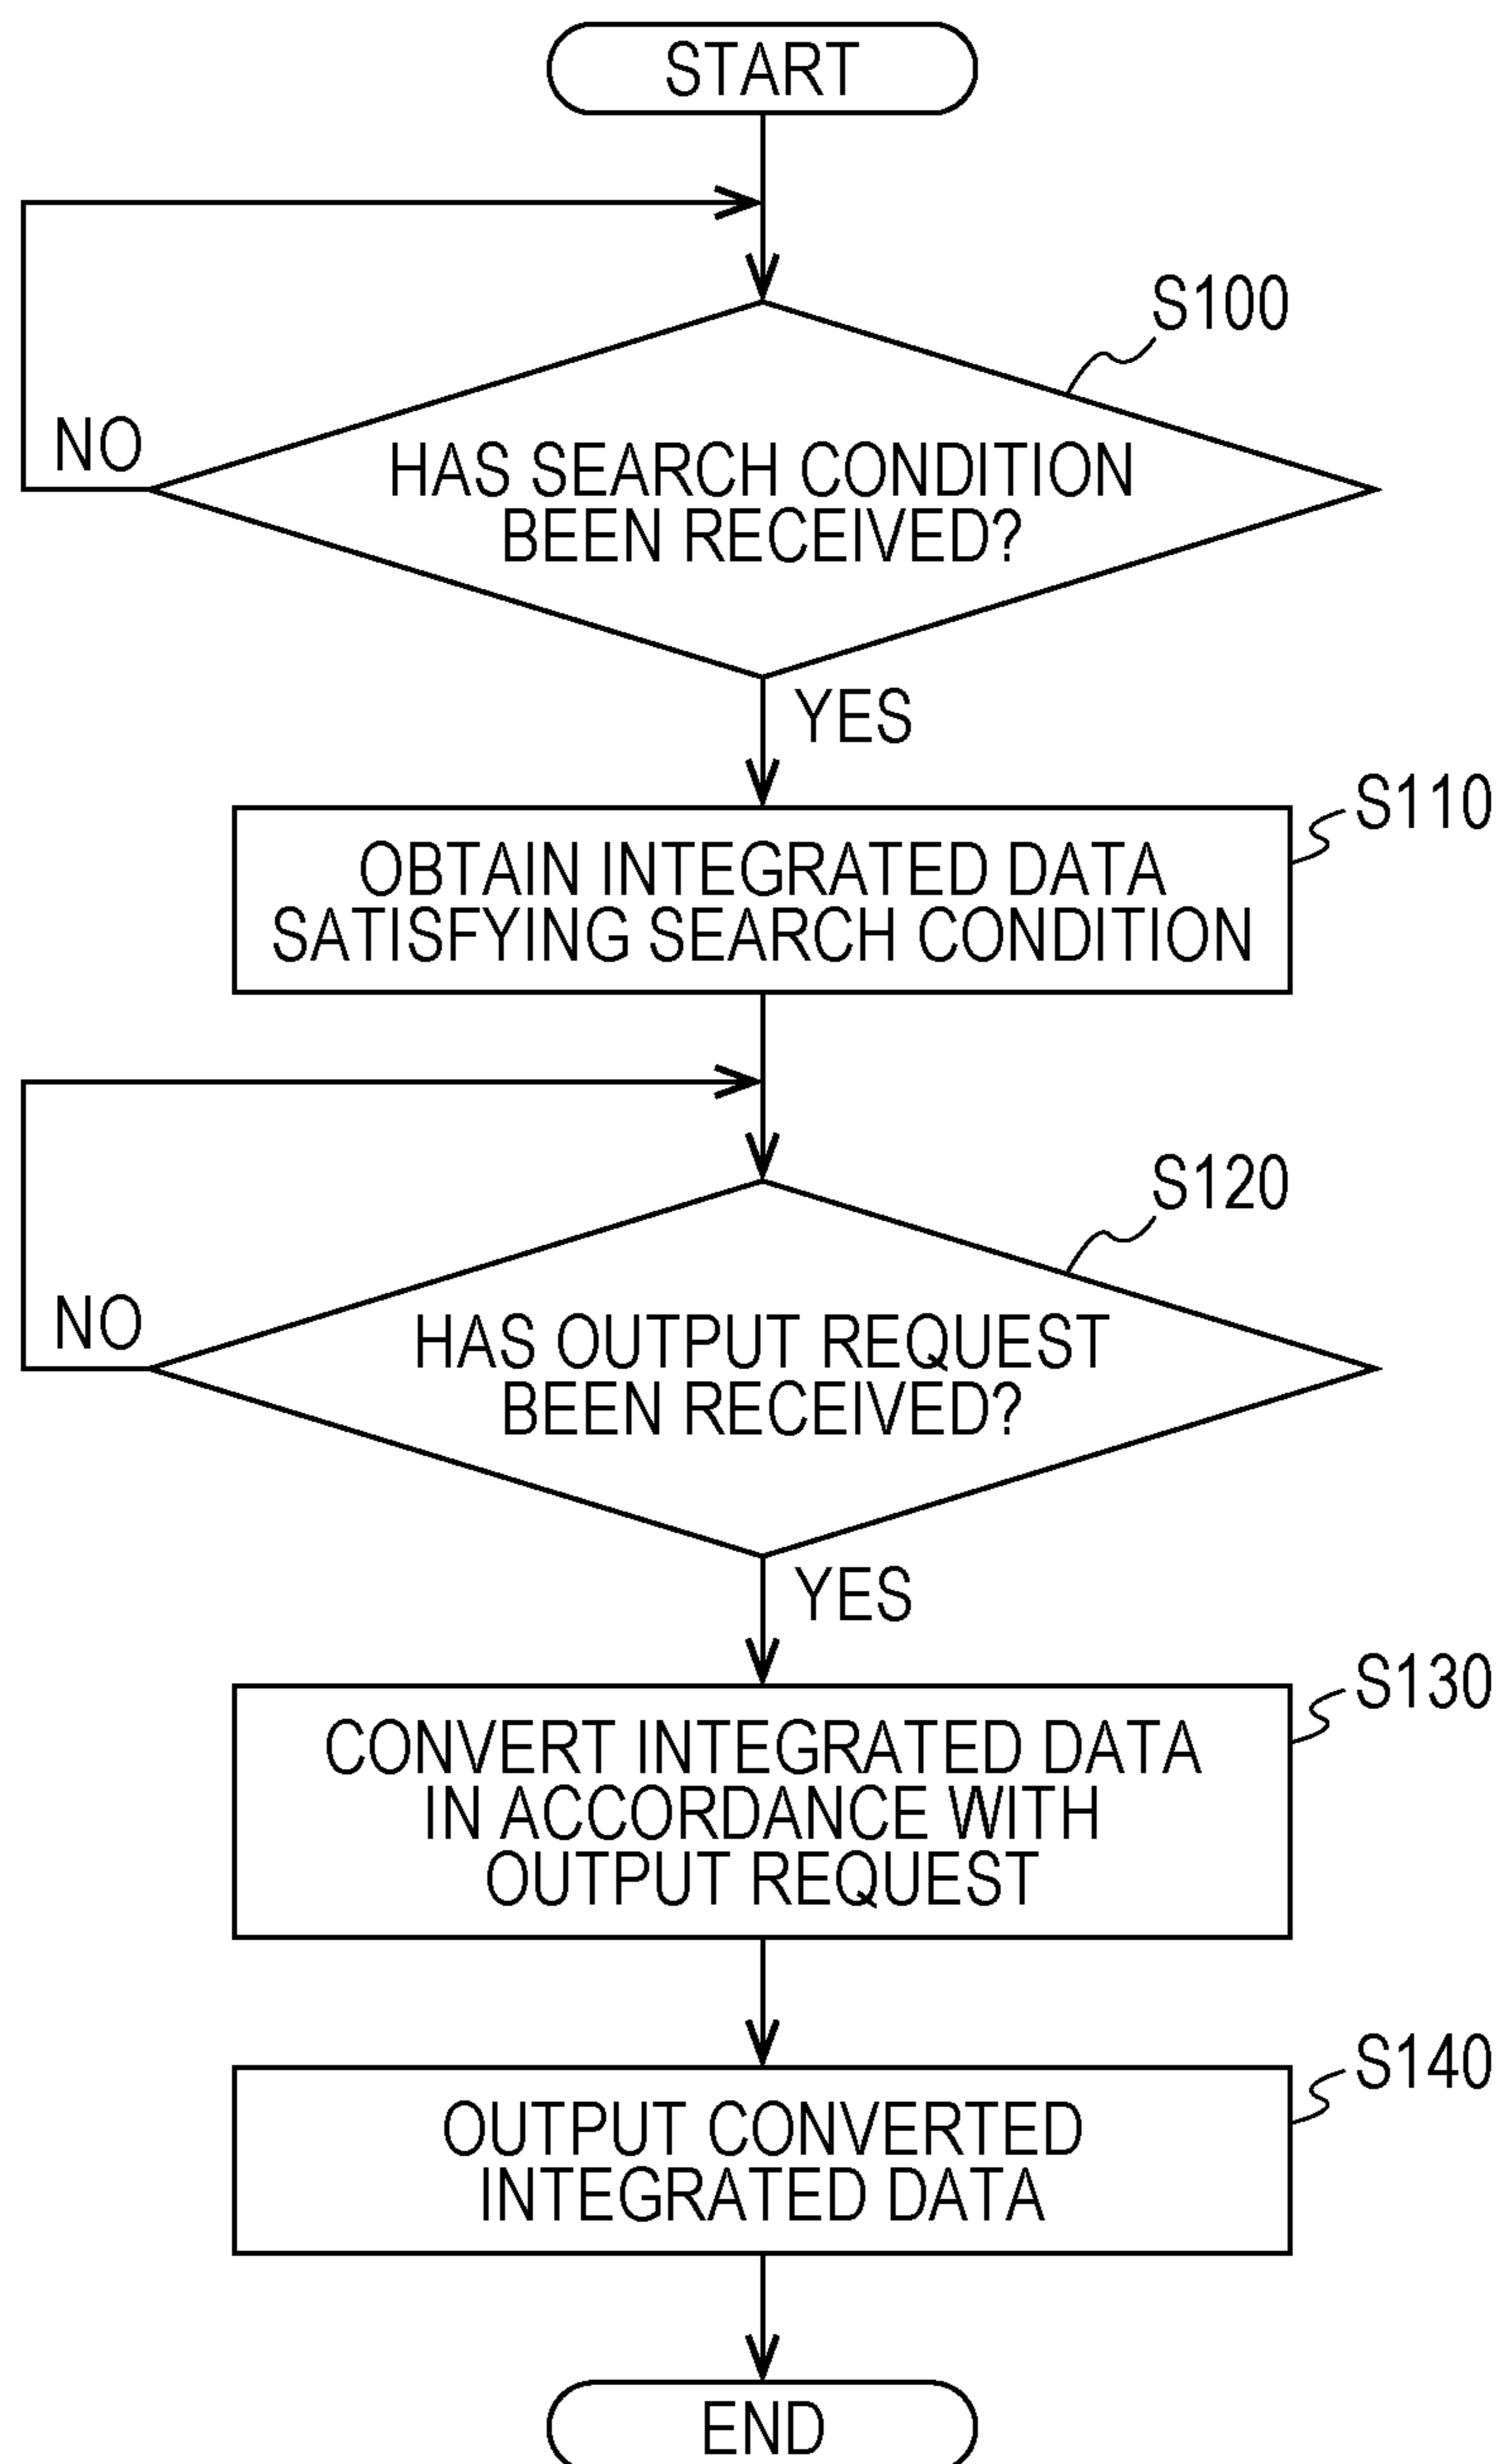 START
S100
HAS SEARCH CONDITION
BEEN RECEIVED?
NO
YES
S110
OBTAIN INTEGRATED DATA
SATISFYING SEARCH CONDITION
S120
HAS OUTPUT REQUEST
BEEN RECEIVED?
NO
YES
S130
CONVERT INTEGRATED DATA
IN ACCORDANCE WITH
OUTPUT REQUEST
S140
OUTPUT CONVERTED
INTEGRATED DATA
END